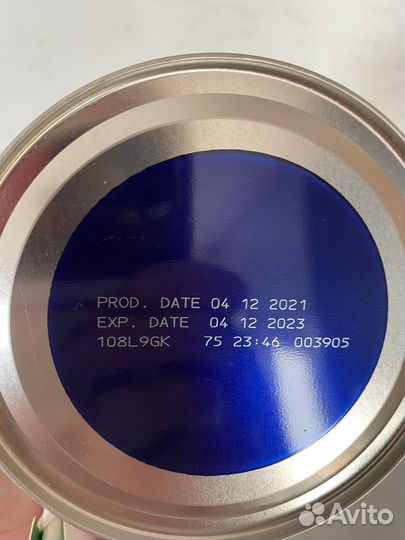 PROD. DATE 04 12 2021
EXP. DATE 04 12 2023
108L9GK 75 23:46 003905
Avito